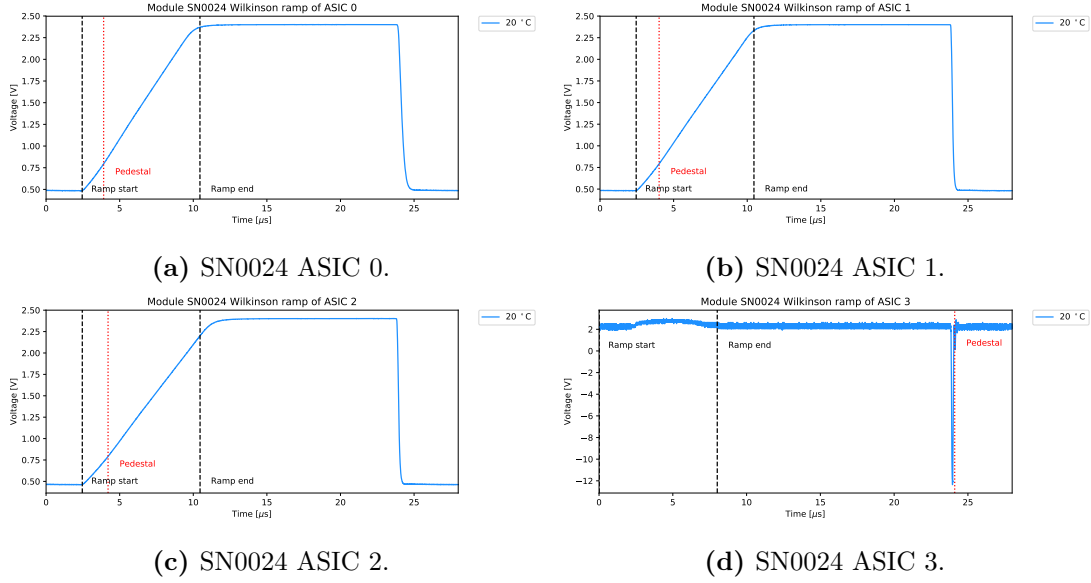 Module SN0024 Wilkinson ramp of ASIC 0
2.50
2.25
2.00
1.75
1.50
1.25
1.00
0.75
0.50
Voltage [V]
Pedestal
Ramp start
Ramp end
0 5 10 15 20 25
Time [μs]
20 °C
(a) SN0024 ASIC 0.
Module SN0024 Wilkinson ramp of ASIC 1
2.50
2.25
2.00
1.75
1.50
1.25
1.00
0.75
0.50
Voltage [V]
Pedestal
Ramp start
Ramp end
0 5 10 15 20 25
Time [μs]
20 °C
(b) SN0024 ASIC 1.
Module SN0024 Wilkinson ramp of ASIC 2
2.50
2.25
2.00
1.75
1.50
1.25
1.00
0.75
0.50
Voltage [V]
Pedestal
Ramp start
Ramp end
0 5 10 15 20 25
Time [μs]
20 °C
(c) SN0024 ASIC 2.
Module SN0024 Wilkinson ramp of ASIC 3
2
0
−2
−4
−6
−8
−10
−12
Voltage [V]
Ramp start
Ramp end
Pedestal
0 5 10 15 20 25
Time [μs]
20 °C
(d) SN0024 ASIC 3.